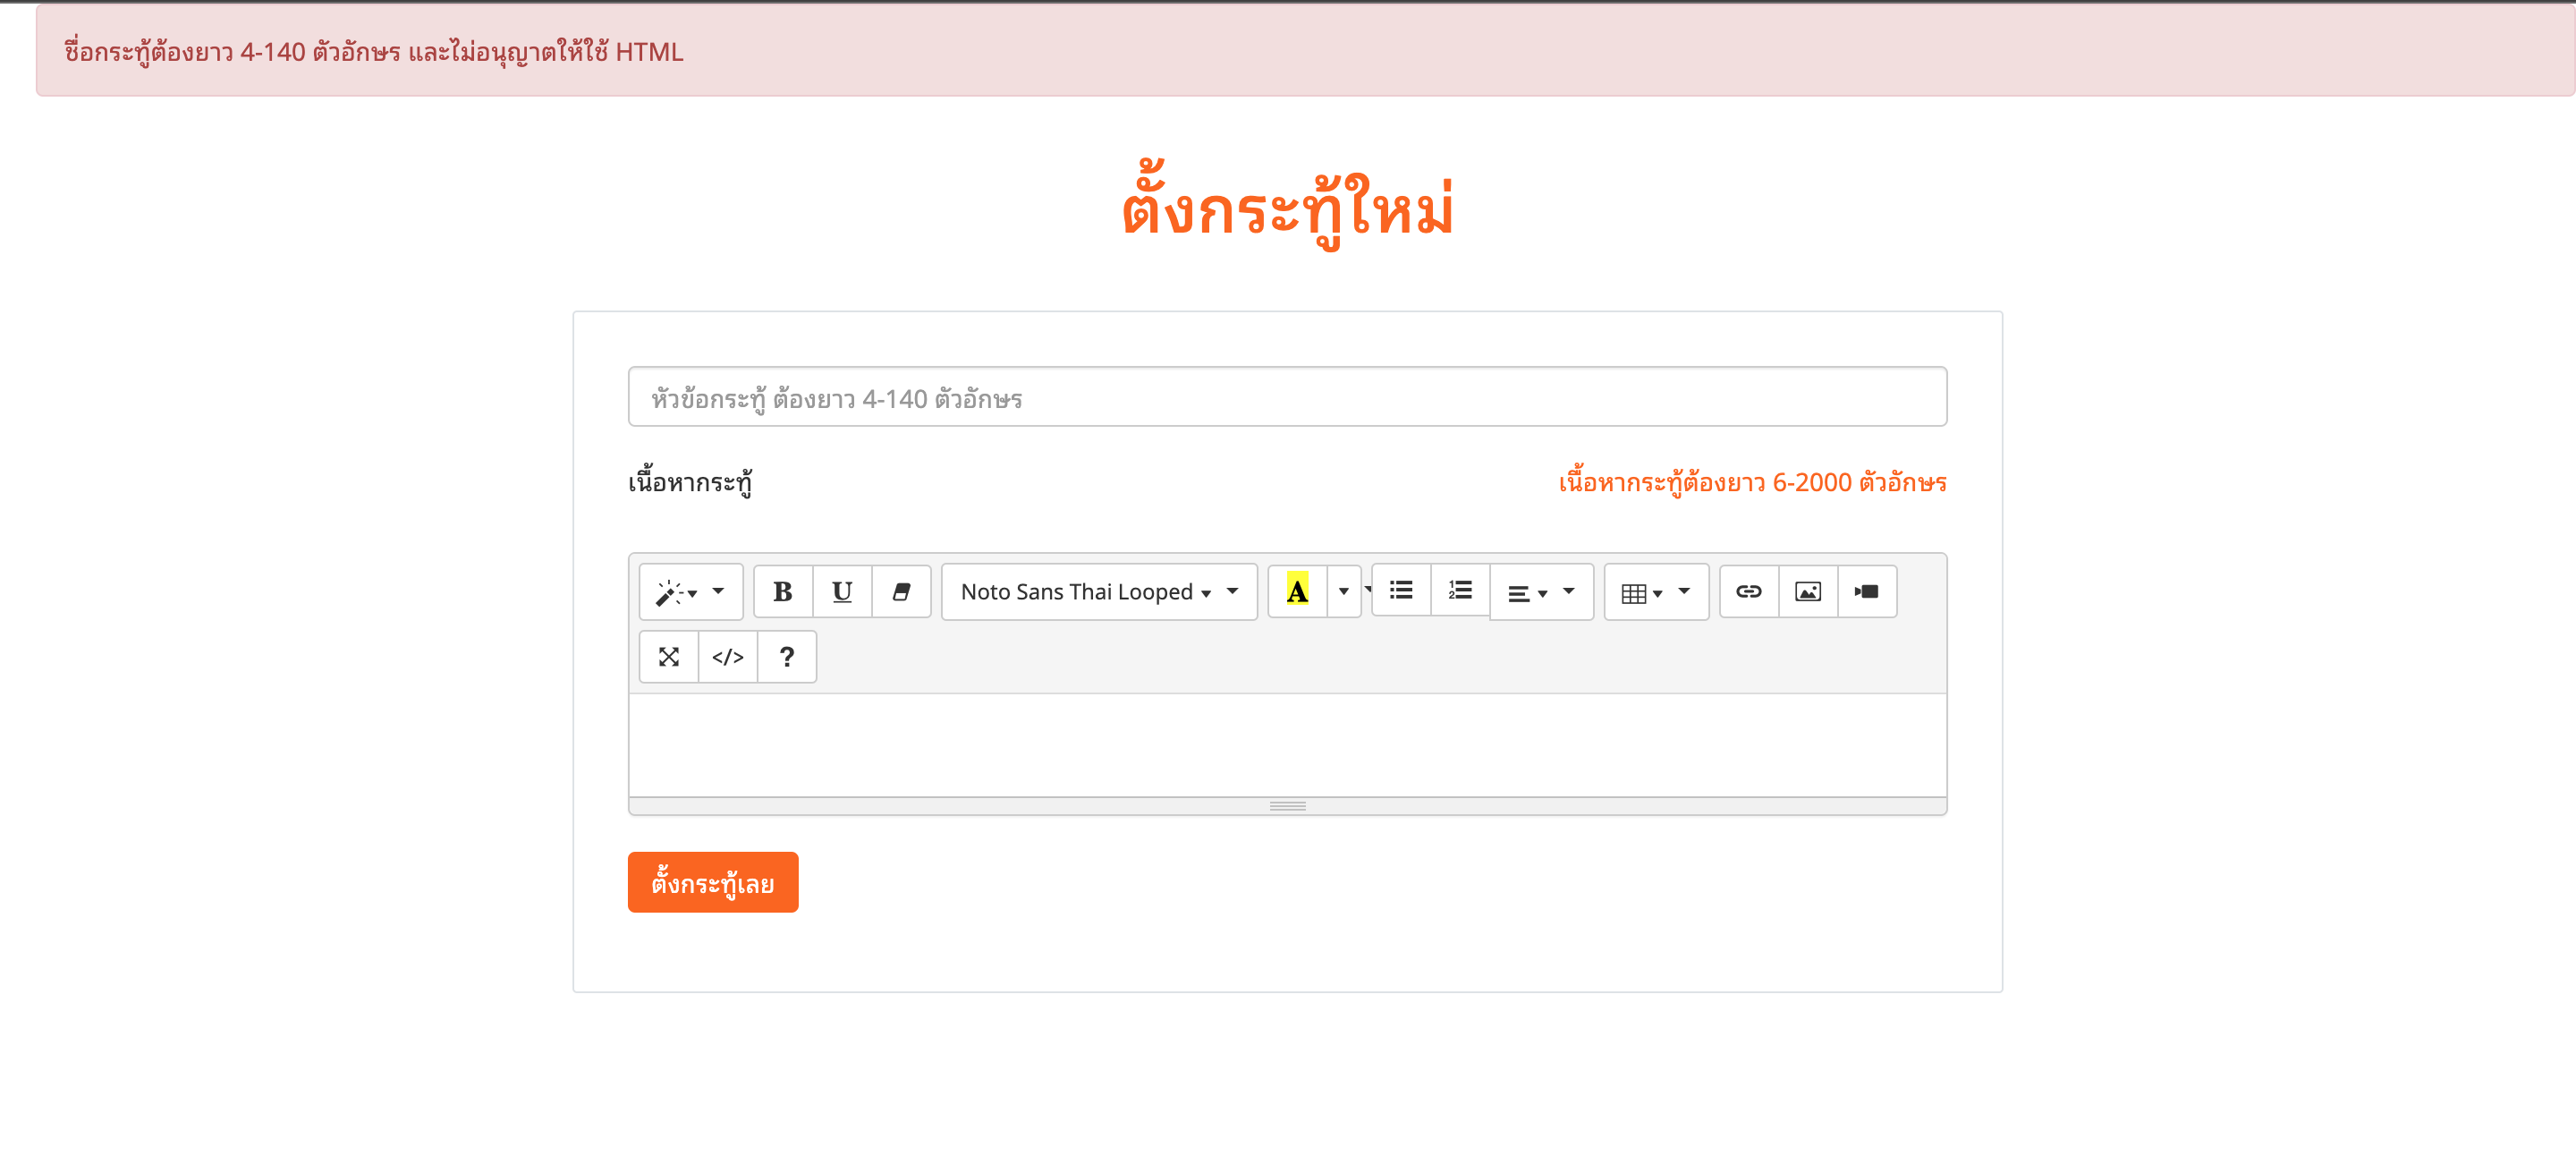 ชื่อกระทู้ต้องยาว 4-140 ตัวอักษร และไม่อนุญาตให้ใช้ HTML
ตั้งกระทู้ใหม่
หัวข้อกระทู้ ต้องยาว 4-140 ตัวอักษร
เนื้อหากระทู้
เนื้อหากระทู้ต้องยาว 6-2000 ตัวอักษร
B U Noto Sans Thai Looped A
</> ?
ตั้งกระทู้เลย